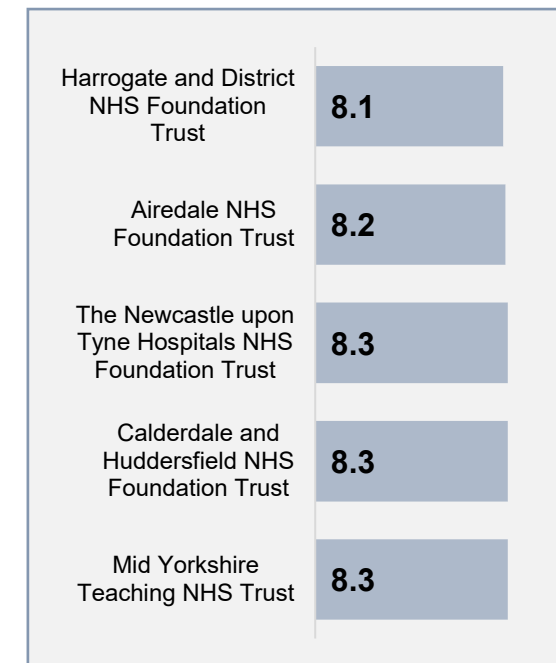 Harrogate and District
NHS Foundation
Trust
8.1
Airedale NHS
Foundation Trust
8.2
The Newcastle upon
Tyne Hospitals NHS
Foundation Trust
8.3
Calderdale and
Huddersfield NHS
Foundation Trust
8.3
Mid Yorkshire
Teaching NHS Trust
8.3